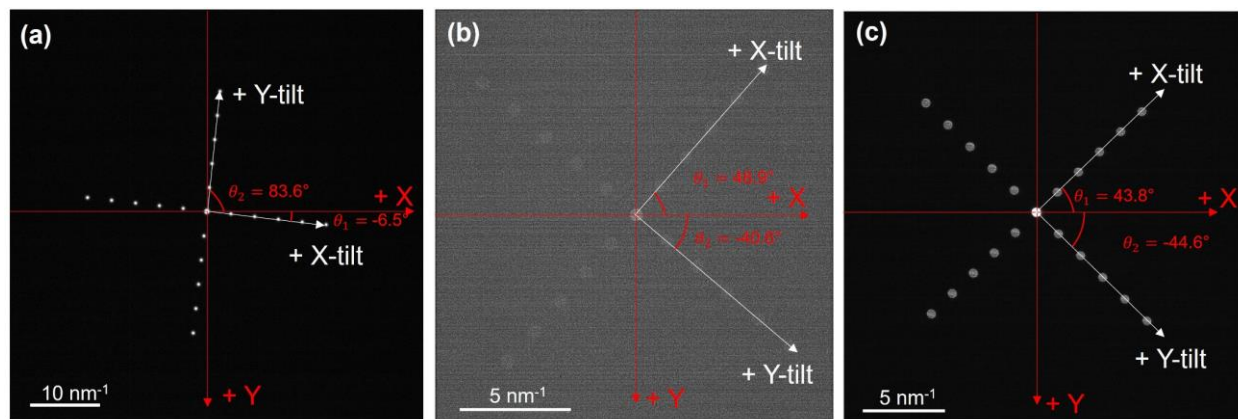 (a)
+ Y-tilt
θ₂ = 83.6°
+ X
θ₁ = -6.5°
+ X-tilt
10 nm⁻¹
+ Y
(b)
+ X-tilt
θ₁ = 48.9°
+ X
θ₂ = -40.6°
+ Y-tilt
5 nm⁻¹
+ Y
(c)
+ X-tilt
+ X
θ₁ = 43.8°
θ₂ = -44.6°
+ Y-tilt
5 nm⁻¹
+ Y